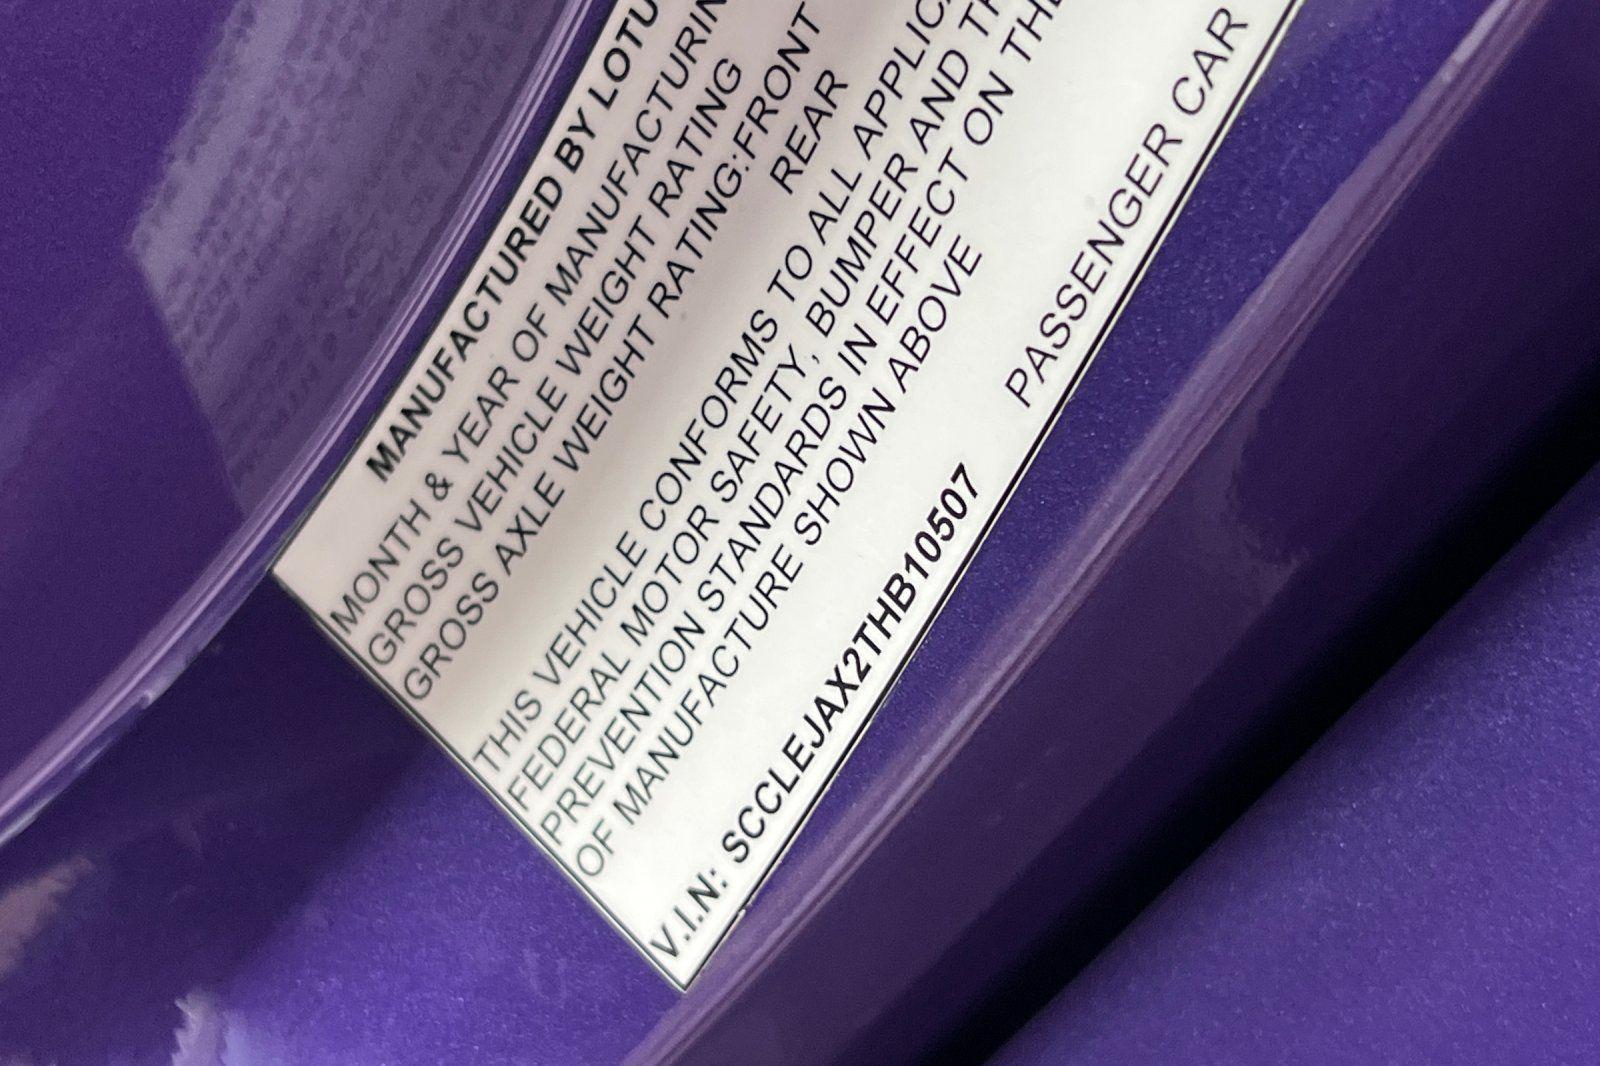 MANUFACTURED BY LOTU
MONTH & YEAR OF MANUFACTURIN
GROSS VEHICLE WEIGHT RATING
GROSS AXLE WEIGHT RATING:FRONT
REAR
THIS VEHICLE CONFORMS TO ALL APPLIC
FEDERAL MOTOR SAFETY, BUMPER AND TH
PREVENTION STANDARDS IN EFFECT ON THE
OF MANUFACTURE SHOWN ABOVE
V.I.N: SCCLEJAX2THB10507
PASSENGER CAR